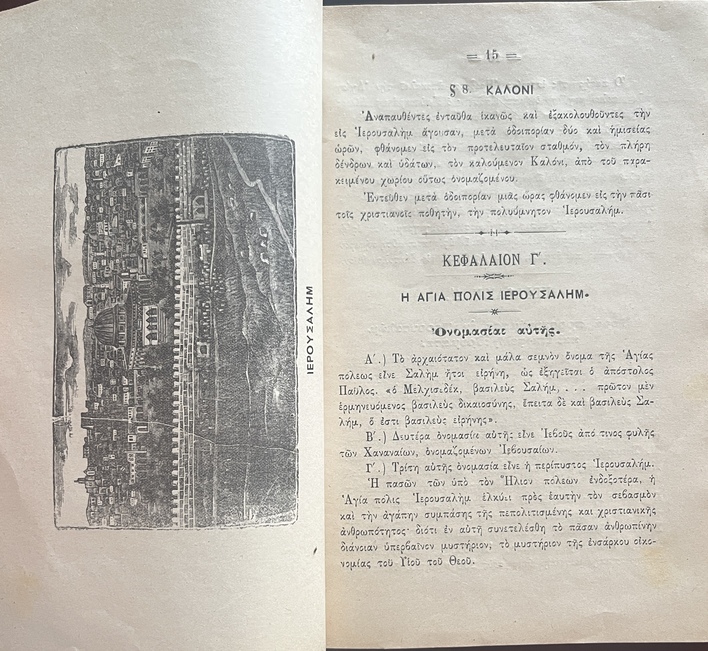 ΙΕΡΟΥΣΑΛΗΜ
15
§ 8. ΚΑΛΟΝΙ
Ἀναπαυθέντες ἐνταῦθα ἱκανῶς καὶ ἐξακολουθοῦντες τὴν
εἰς Ἱερουσαλὴμ ἄγουσαν, μετὰ ὁδοιπορίαν δύο καὶ ἡμισείας
ὡρῶν, φθάνομεν εἰς τὸν προτελευταῖον σταθμόν, τὸν πλήρη
δένδρων καὶ ὑδάτων, τὸν καλούμενον Καλόνι, ἀπὸ τοῦ παρα-
κειμένου χωρίου οὕτως ὀνομαζομένου.
Ἐντεῦθεν μετὰ ὁδοιπορίαν μιᾶς ὥρας φθάνομεν εἰς τὴν πᾶσι
τοῖς χριστιανοῖς ποθητήν, τὴν πολυύμνητον Ἱερουσαλήμ.
ΚΕΦΑΛΑΙΟΝ Γ′.
Η ΑΓΙΑ ΠΟΛΙΣ ΙΕΡΟΥΣΑΛΗΜ.
Ὀνομασίαι αὐτῆς.
Α′.) Τὸ ἀρχαιότατον καὶ μάλα σεμνὸν ὄνομα τῆς Ἁγίας
πόλεως εἶνε Σαλὴμ ἤτοι εἰρήνη, ὡς ἐξηγεῖται ὁ ἀπόστολος
Παῦλος. «ὁ Μελχισεδέκ, βασιλεὺς Σαλήμ, . . . πρῶτον μὲν
ἑρμηνευόμενος βασιλεὺς δικαιοσύνης, ἔπειτα δὲ καὶ βασιλεὺς Σα-
λήμ, ὅ ἐστι βασιλεὺς εἰρήνης».
Β′.) Δευτέρα ὀνομασία αὐτῆς εἶνε Ἰεβοὺς ἀπό τινος φυλῆς
τῶν Χαναναίων, ὀνομαζομένων Ἰεβουσαίων.
Γ′.) Τρίτη αὐτῆς ὀνομασία εἶνε ἡ περίπυστος Ἱερουσαλήμ.
Ἡ πασῶν τῶν ὑπὸ τὸν Ἥλιον πόλεων ἐνδοξοτέρα, ἡ
Ἁγία πόλις Ἱερουσαλὴμ ἑλκύει πρὸς ἑαυτὴν τὸν σεβασμὸν
καὶ τὴν ἀγάπην συμπάσης τῆς πεπολιτισμένης καὶ χριστιανικῆς
ἀνθρωπότητος· διότι ἐν αὐτῇ συνετελέσθη τὸ πᾶσαν ἀνθρωπίνην
διάνοιαν ὑπερβαῖνον μυστήριον, τὸ μυστήριον τῆς ἐνσάρκου οἰκο-
νομίας τοῦ Υἱοῦ τοῦ Θεοῦ.